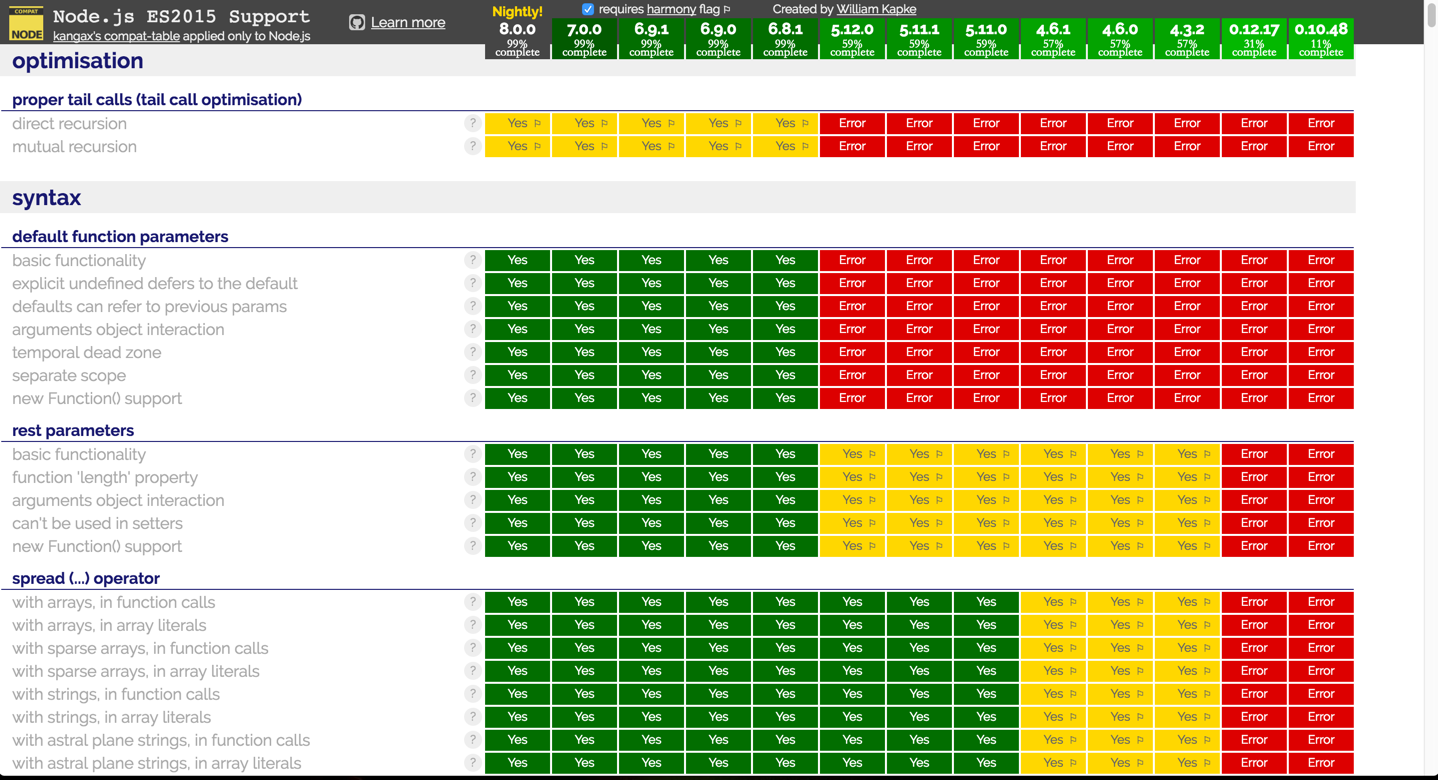 COMPAT
NODE
Node.js ES2015 Support
kangax's compat-table applied only to Node.js
Learn more
Nightly!
requires harmony flag ⚐
Created by William Kapke
8.0.0 7.0.0 6.9.1 6.9.0 6.8.1 5.12.0 5.11.1 5.11.0 4.6.1 4.6.0 4.3.2 0.12.17 0.10.48
99% 99% 99% 99% 99% 59% 59% 59% 57% 57% 57% 31% 11%
complete complete complete complete complete complete complete complete complete complete complete complete complete
optimisation
proper tail calls (tail call optimisation)
direct recursion ? Yes ⚐ Yes ⚐ Yes ⚐ Yes ⚐ Yes ⚐ Error Error Error Error Error Error Error Error
mutual recursion ? Yes ⚐ Yes ⚐ Yes ⚐ Yes ⚐ Yes ⚐ Error Error Error Error Error Error Error Error
syntax
default function parameters
basic functionality ? Yes Yes Yes Yes Yes Error Error Error Error Error Error Error Error
explicit undefined defers to the default ? Yes Yes Yes Yes Yes Error Error Error Error Error Error Error Error
defaults can refer to previous params ? Yes Yes Yes Yes Yes Error Error Error Error Error Error Error Error
arguments object interaction ? Yes Yes Yes Yes Yes Error Error Error Error Error Error Error Error
temporal dead zone ? Yes Yes Yes Yes Yes Error Error Error Error Error Error Error Error
separate scope ? Yes Yes Yes Yes Yes Error Error Error Error Error Error Error Error
new Function() support ? Yes Yes Yes Yes Yes Error Error Error Error Error Error Error Error
rest parameters
basic functionality ? Yes Yes Yes Yes Yes Yes ⚐ Yes ⚐ Yes ⚐ Yes ⚐ Yes ⚐ Yes ⚐ Error Error
function 'length' property ? Yes Yes Yes Yes Yes Yes ⚐ Yes ⚐ Yes ⚐ Yes ⚐ Yes ⚐ Yes ⚐ Error Error
arguments object interaction ? Yes Yes Yes Yes Yes Yes ⚐ Yes ⚐ Yes ⚐ Yes ⚐ Yes ⚐ Yes ⚐ Error Error
can't be used in setters ? Yes Yes Yes Yes Yes Yes ⚐ Yes ⚐ Yes ⚐ Yes ⚐ Yes ⚐ Yes ⚐ Error Error
new Function() support ? Yes Yes Yes Yes Yes Yes ⚐ Yes ⚐ Yes ⚐ Yes ⚐ Yes ⚐ Yes ⚐ Error Error
spread (...) operator
with arrays, in function calls ? Yes Yes Yes Yes Yes Yes Yes Yes Yes ⚐ Yes ⚐ Yes ⚐ Error Error
with arrays, in array literals ? Yes Yes Yes Yes Yes Yes Yes Yes Yes ⚐ Yes ⚐ Yes ⚐ Error Error
with sparse arrays, in function calls ? Yes Yes Yes Yes Yes Yes Yes Yes Yes ⚐ Yes ⚐ Yes ⚐ Error Error
with sparse arrays, in array literals ? Yes Yes Yes Yes Yes Yes Yes Yes Yes ⚐ Yes ⚐ Yes ⚐ Error Error
with strings, in function calls ? Yes Yes Yes Yes Yes Yes Yes Yes Yes ⚐ Yes ⚐ Yes ⚐ Error Error
with strings, in array literals ? Yes Yes Yes Yes Yes Yes Yes Yes Yes ⚐ Yes ⚐ Yes ⚐ Error Error
with astral plane strings, in function calls ? Yes Yes Yes Yes Yes Yes Yes Yes Yes ⚐ Yes ⚐ Yes ⚐ Error Error
with astral plane strings, in array literals ? Yes Yes Yes Yes Yes Yes Yes Yes Yes ⚐ Yes ⚐ Yes ⚐ Error Error